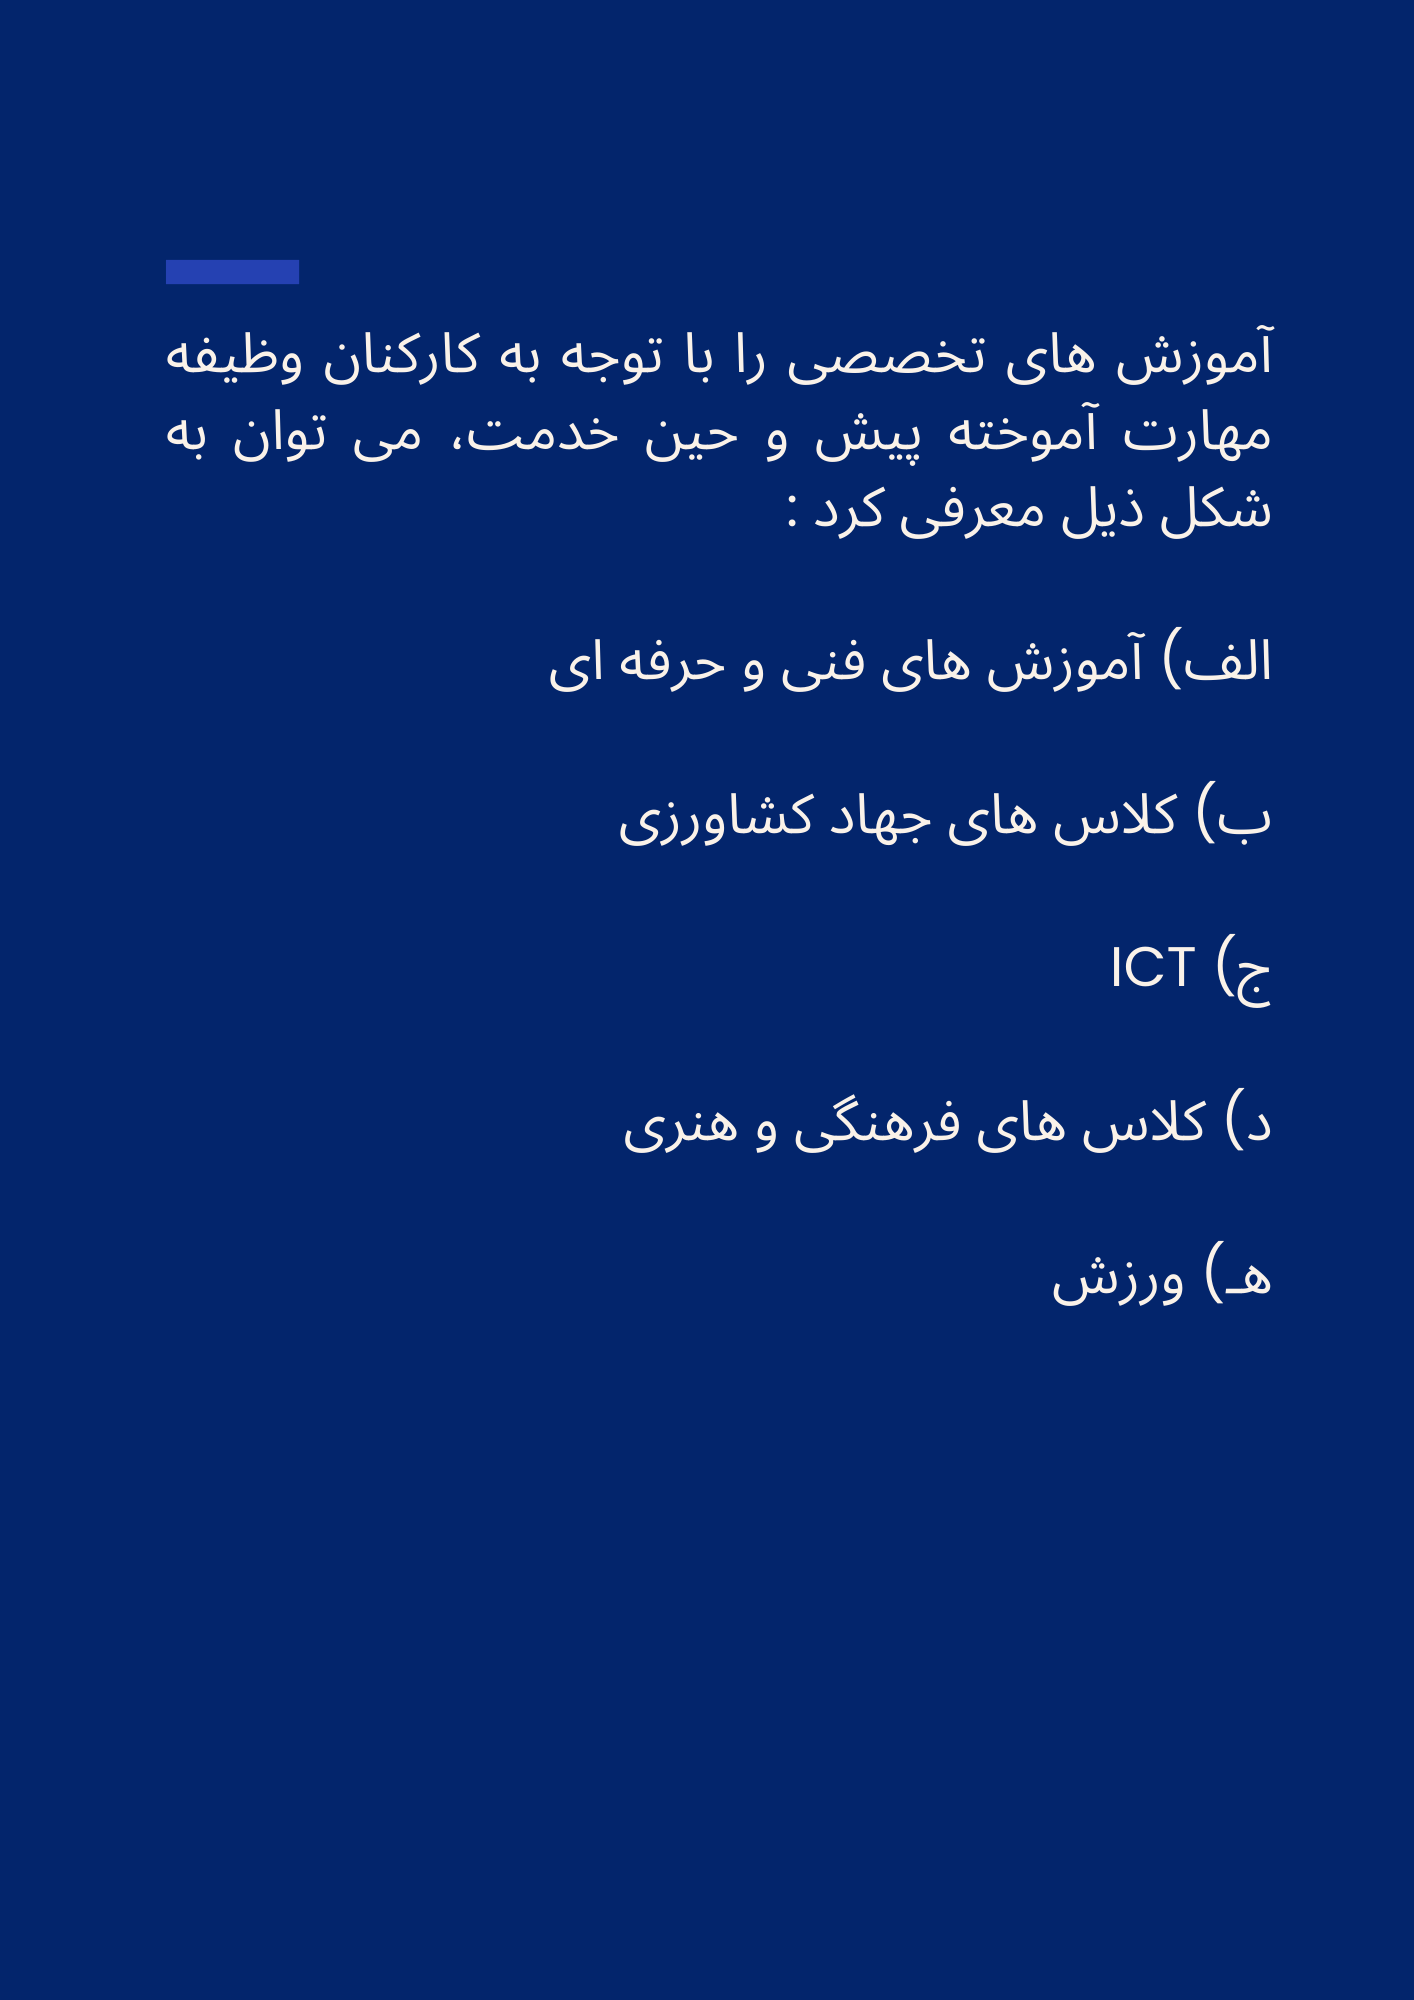 آموزش های تخصصی را با توجه به کارکنان وظیفه
مهارت آموخته پیش و حین خدمت، می توان به
شکل ذیل معرفی کرد :
الف) آموزش های فنی و حرفه ای
ب) کلاس های جهاد کشاورزی
ج) ICT
د) کلاس های فرهنگی و هنری
هـ) ورزش